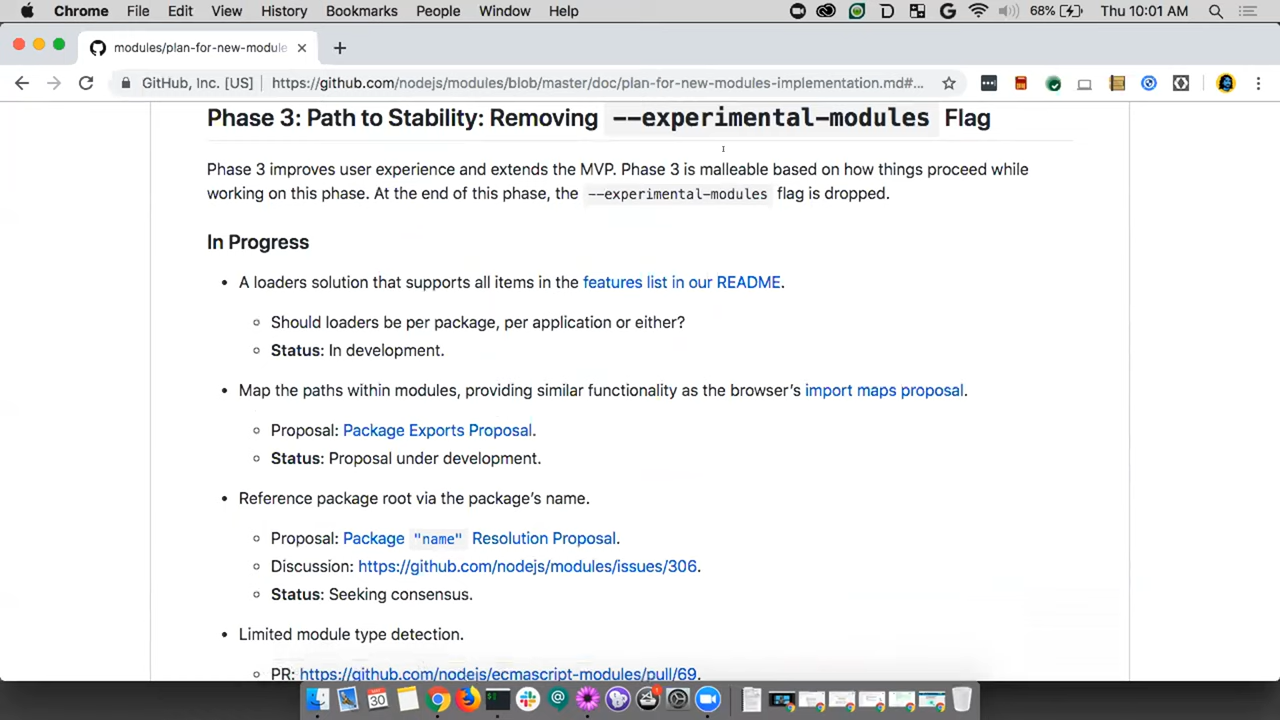 Chrome File Edit View History Bookmarks People Window Help 68% Thu 10:01 AM
modules/plan-for-new-module
GitHub, Inc. [US] https://github.com/nodejs/modules/blob/master/doc/plan-for-new-modules-implementation.md#...
Phase 3: Path to Stability: Removing --experimental-modules Flag
Phase 3 improves user experience and extends the MVP. Phase 3 is malleable based on how things proceed while
working on this phase. At the end of this phase, the --experimental-modules flag is dropped.
In Progress
• A loaders solution that supports all items in the features list in our README.
Should loaders be per package, per application or either?
Status: In development.
• Map the paths within modules, providing similar functionality as the browser’s import maps proposal.
Proposal: Package Exports Proposal.
Status: Proposal under development.
• Reference package root via the package’s name.
Proposal: Package "name" Resolution Proposal.
Discussion: https://github.com/nodejs/modules/issues/306.
Status: Seeking consensus.
• Limited module type detection.
PR: https://github.com/nodejs/ecmascript-modules/pull/69.
30